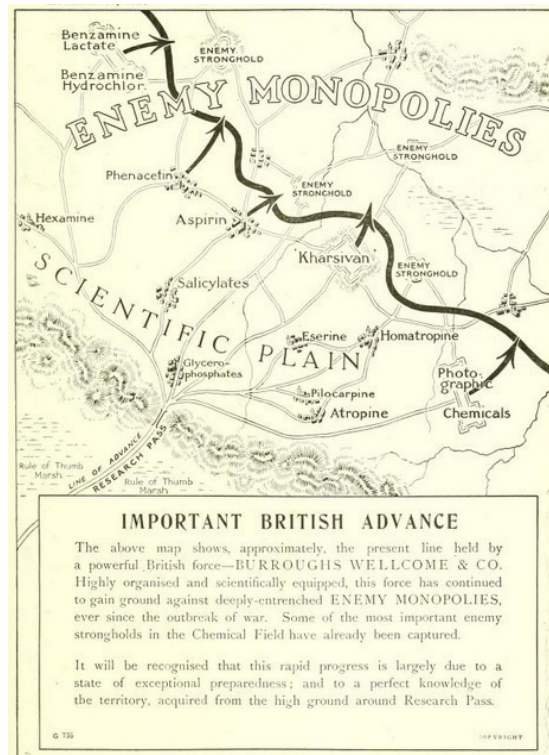 Benzamine
Lactate
Benzamine
Hydrochlor.
ENEMY
STRONGHOLD
ENEMY MONOPOLIES
ENEMY
STRONGHOLD
Phenacetin
ENEMY
STRONGHOLD
Hexamine
Aspirin
'Kharsivan'
ENEMY
STRONGHOLD
Salicylates
SCIENTIFIC PLAIN
Eserine
Homatropine
Glycero-
phosphates
Photo-
graphic
Chemicals
Pilocarpine
Atropine
LINE OF ADVANCE
RESEARCH PASS
Rule of Thumb
Marsh
Rule of Thumb
Marsh
IMPORTANT BRITISH ADVANCE
The above map shows, approximately, the present line held
by a powerful British force—BURROUGHS WELLCOME & CO.
Highly organised and scientifically equipped, this force has continued
to gain ground against deeply-entrenched ENEMY MONOPOLIES,
ever since the outbreak of war. Some of the most important enemy
strongholds in the Chemical Field have already been captured.
It will be recognised that this rapid progress is largely due to a
state of exceptional preparedness; and to a perfect knowledge of
the territory, acquired from the high ground around Research Pass.
G 735
COPYRIGHT